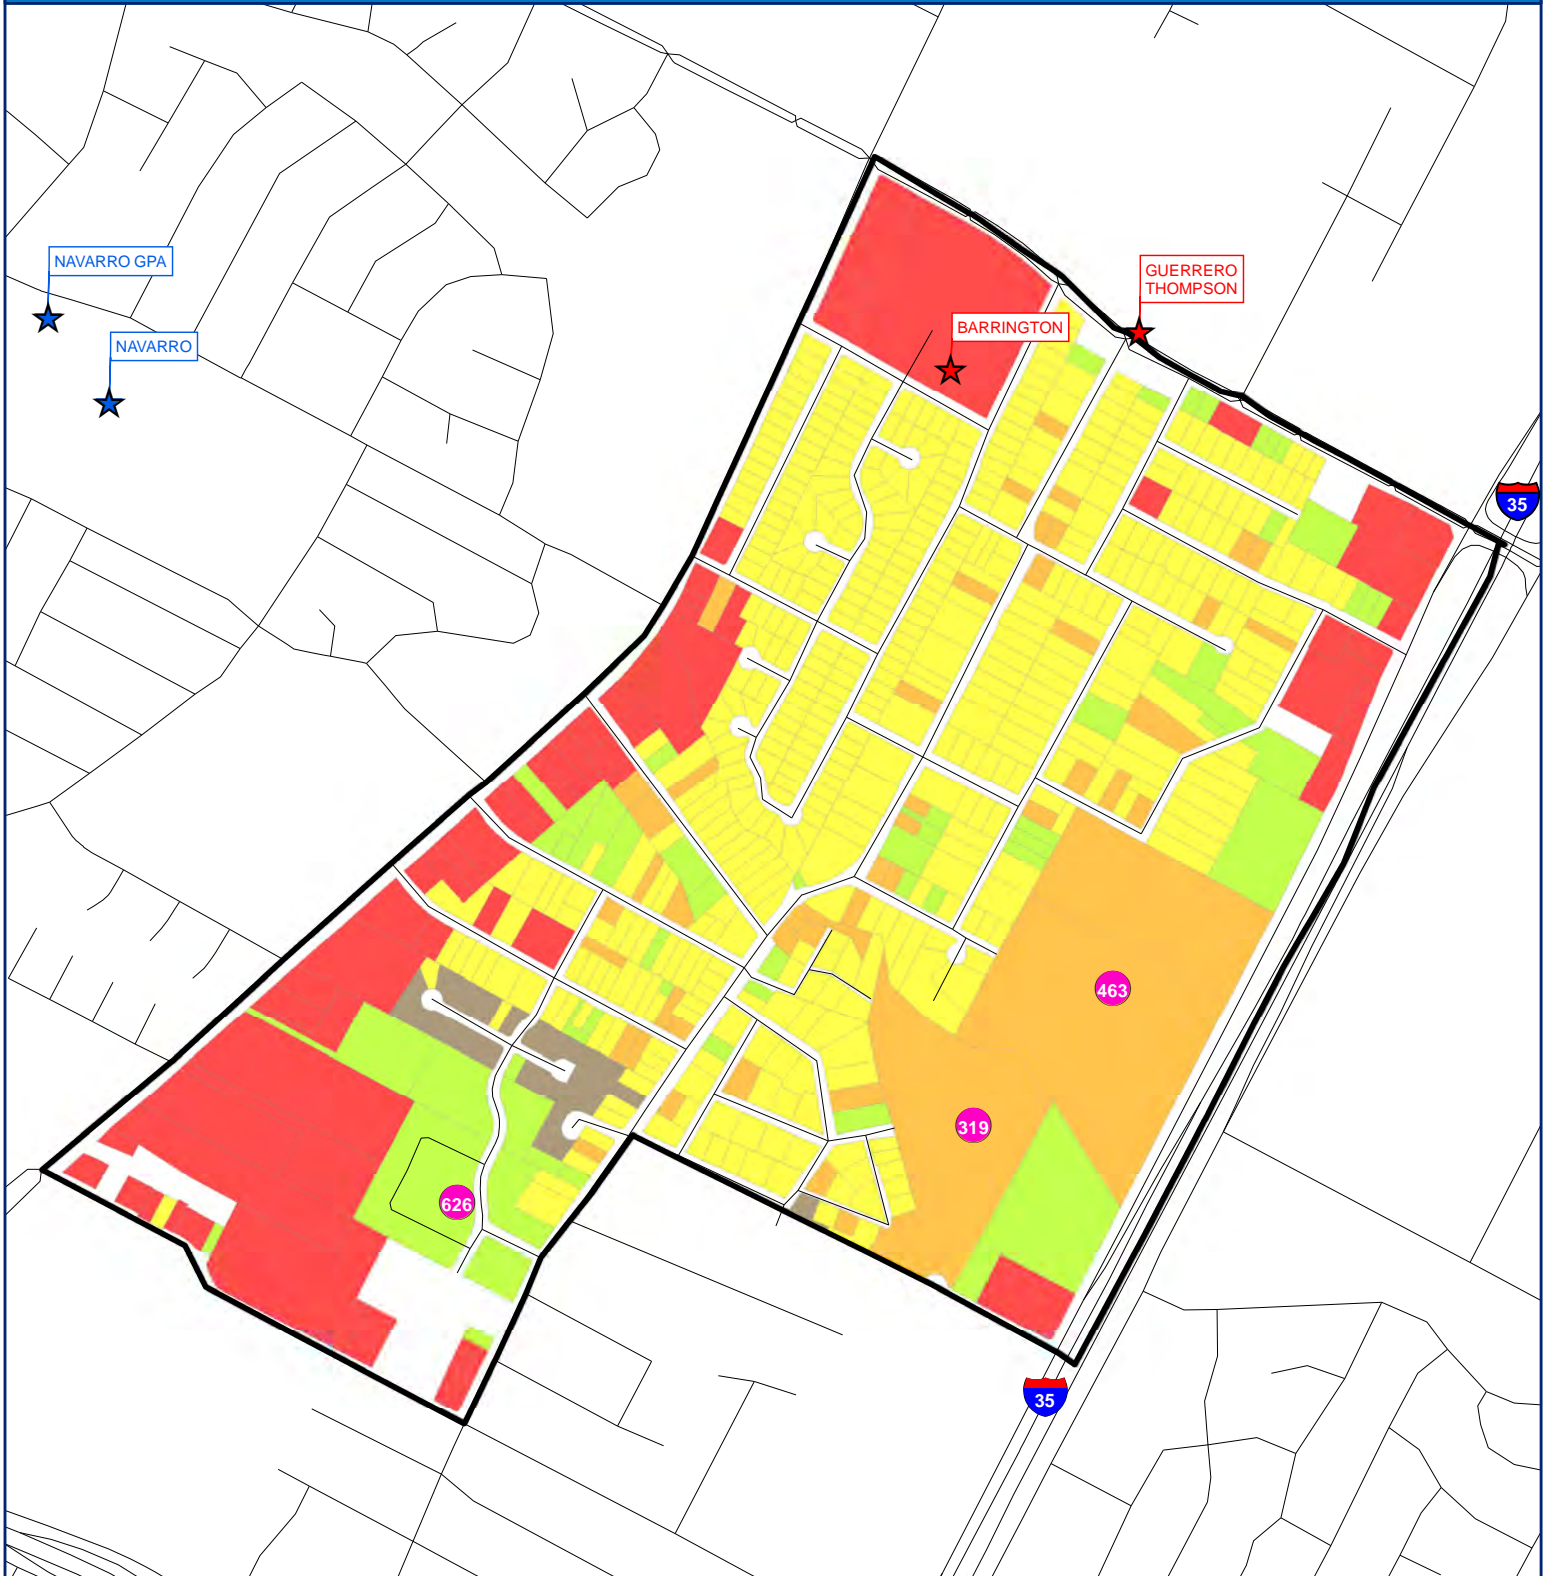 NAVARRO GPA
GUERRERO
THOMPSON
BARRINGTON
NAVARRO
35
463
319
626
35